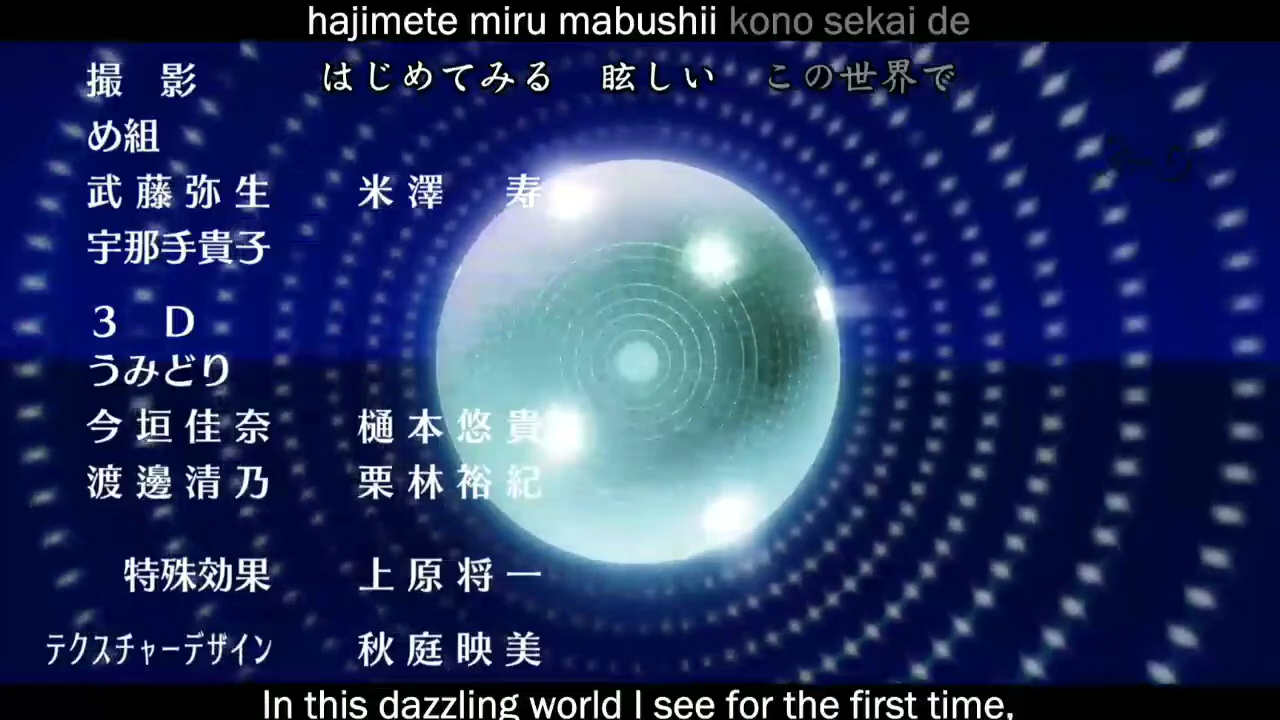 hajimete miru mabushii kono sekai de
はじめてみる 眩しい この世界で
撮 影
め組
武藤弥生 米澤 寿
宇那手貴子
3 D
うみどり
今垣佳奈 樋本悠貴
渡邊清乃 栗林裕紀
特殊効果 上原将一
テクスチャーデザイン 秋庭映美
In this dazzling world I see for the first time,